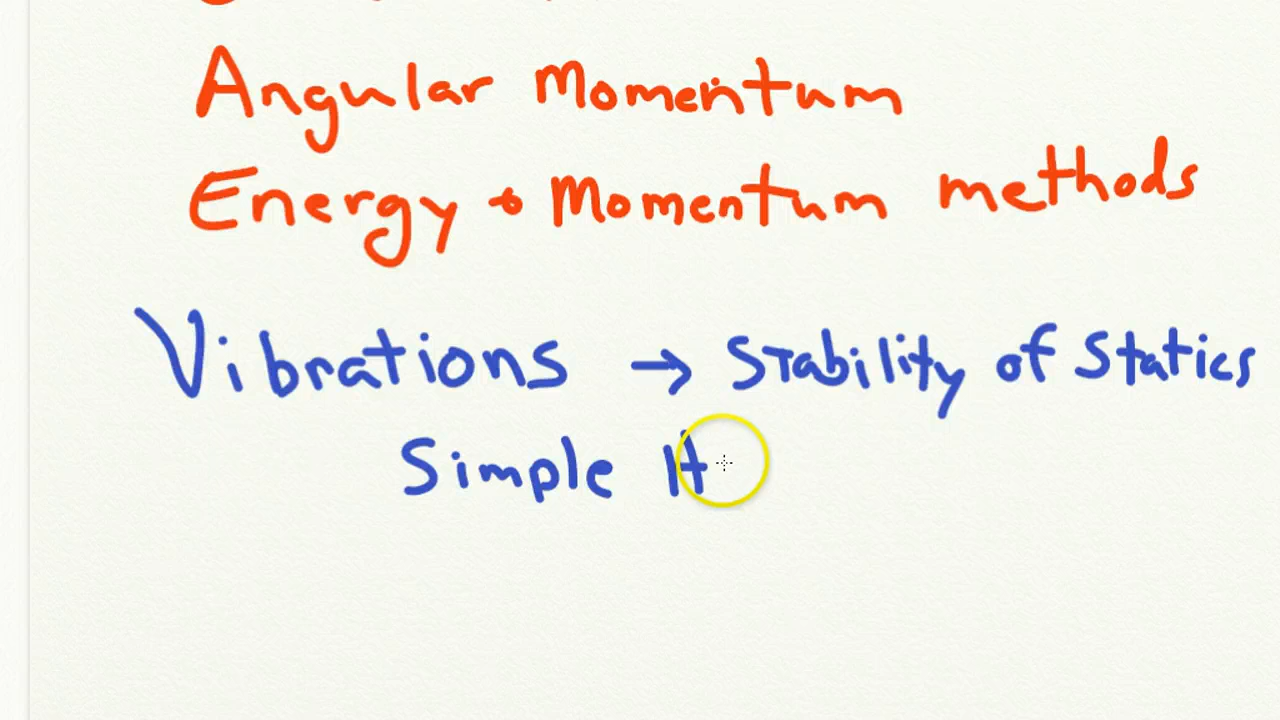 Angular Momentum
Energy + Momentum methods
Vibrations → Stability of Statics
Simple H